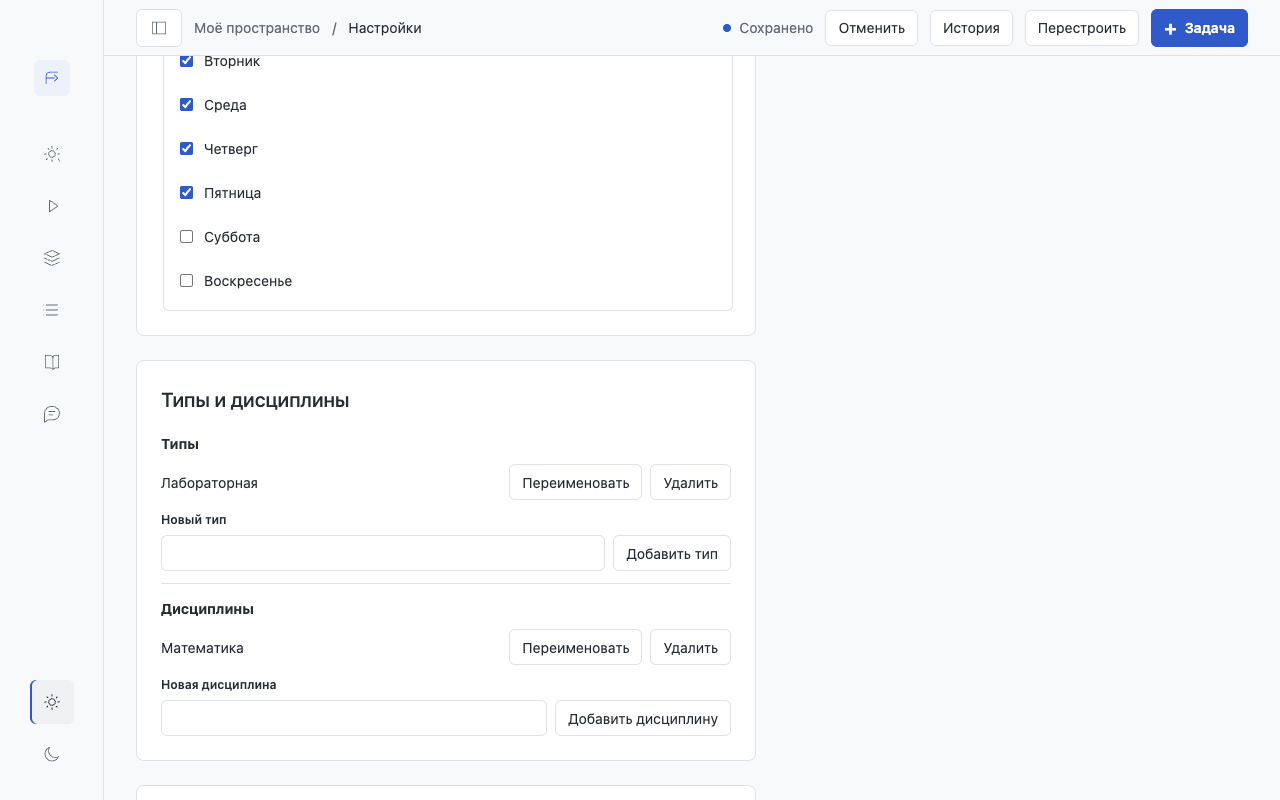 Моё пространство / Настройки
Сохранено
Отменить
История
Перестроить
+ Задача
Вторник
Среда
Четверг
Пятница
Суббота
Воскресенье
Типы и дисциплины
Типы
Лабораторная
Переименовать
Удалить
Новый тип
Добавить тип
Дисциплины
Математика
Переименовать
Удалить
Новая дисциплина
Добавить дисциплину